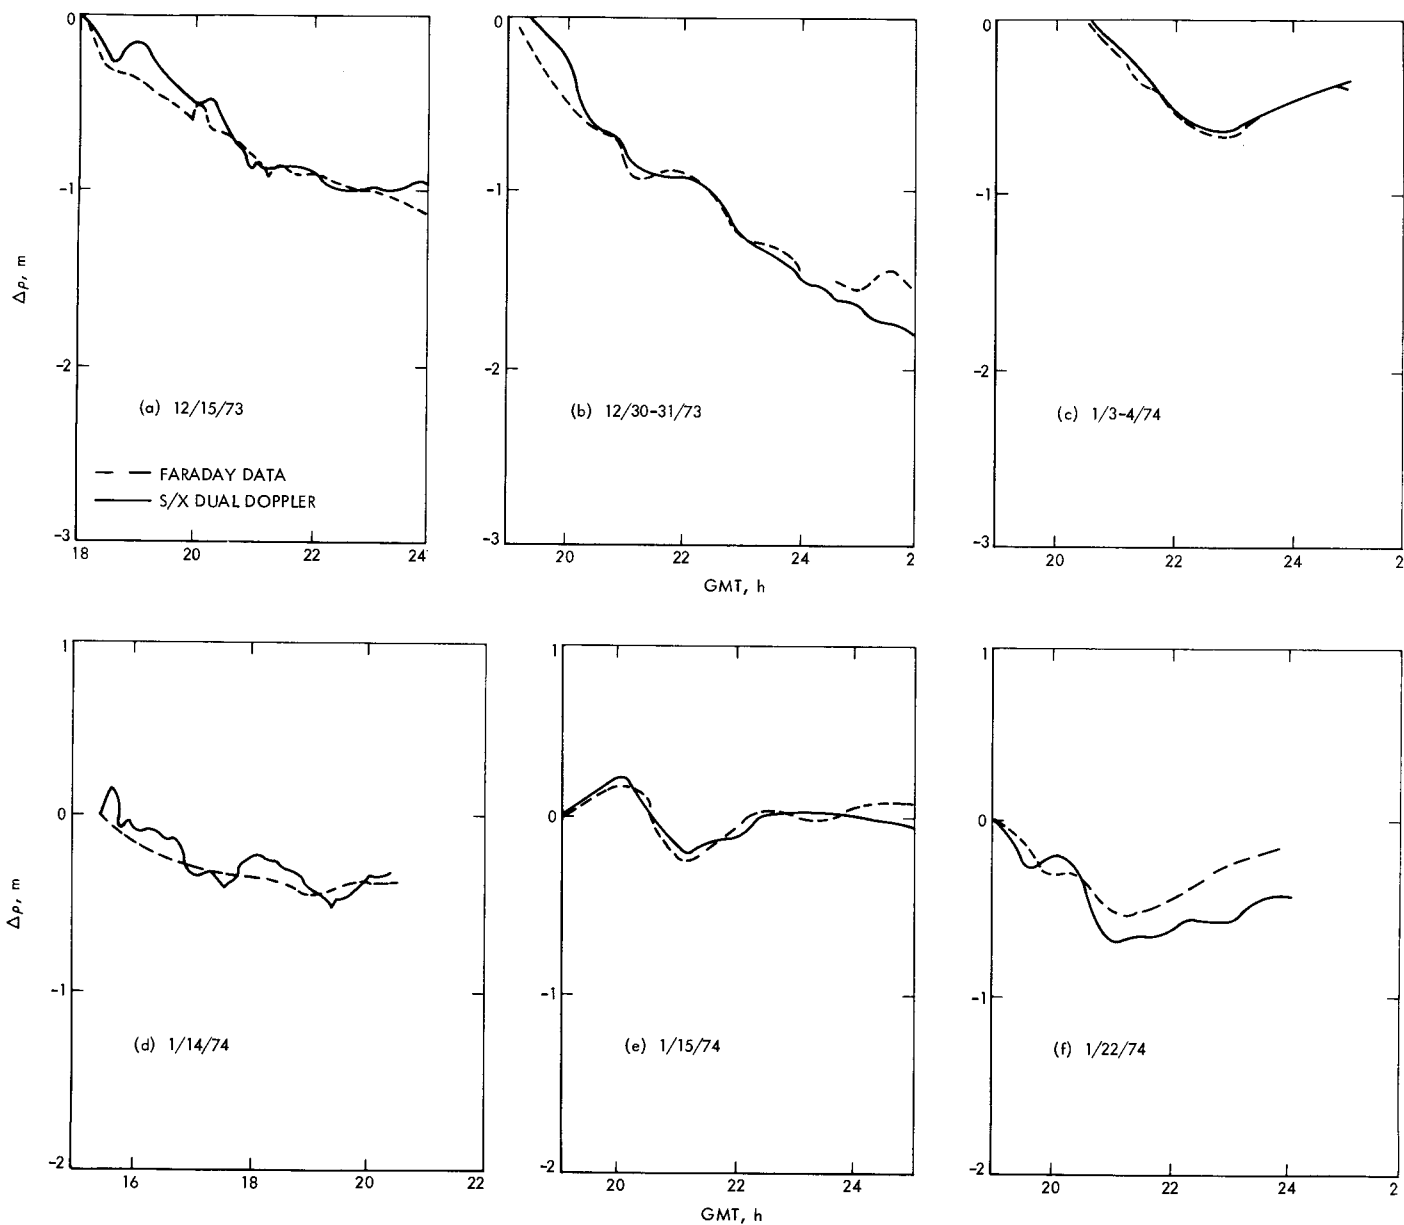 0
-1
-2
-3
Δρ, m
(a) 12/15/73
— — FARADAY DATA
—— S/X DUAL DOPPLER
18 20 22 24
0
-1
-2
-3
(b) 12/30-31/73
20 22 24 2
GMT, h
0
-1
-2
-3
(c) 1/3-4/74
20 22 24 2
1
0
-1
-2
Δρ, m
(d) 1/14/74
16 18 20 22
1
0
-1
-2
(e) 1/15/74
20 22 24
GMT, h
1
0
-1
-2
(f) 1/22/74
20 22 24 2